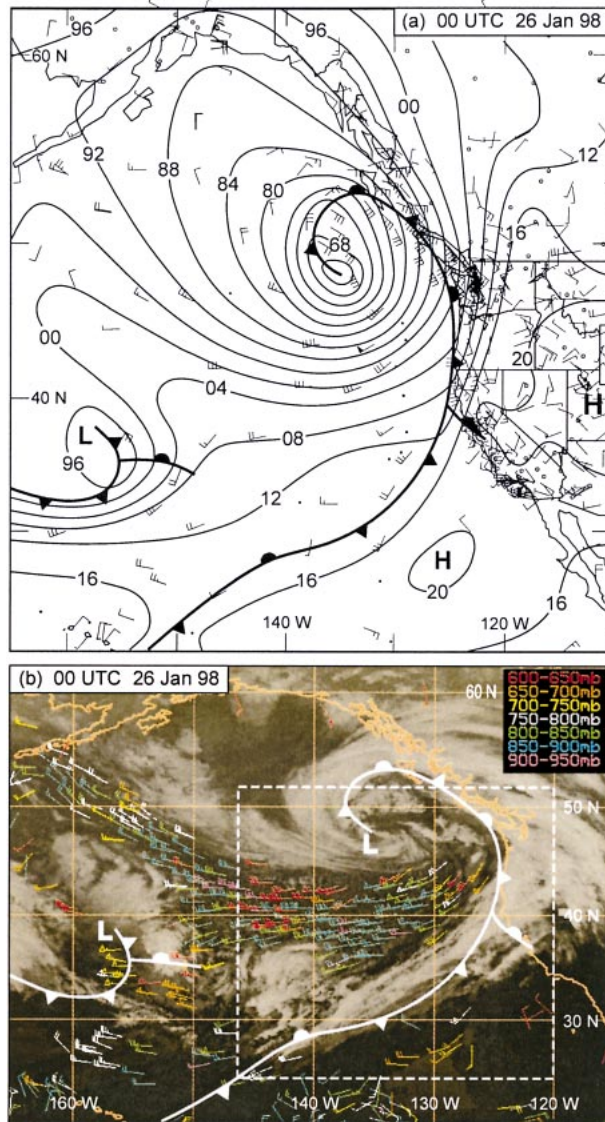 (a) 00 UTC 26 Jan 98
96
96
60 N
00
92
88
12
84
80
16
68
00
20
04
40 N
H
L
08
96
12
H
16
16
20
16
140 W
120 W
(b) 00 UTC 26 Jan 98
600-650mb
650-700mb
700-750mb
750-800mb
800-850mb
850-900mb
900-950mb
60 N
50 N
L
L
40 N
30 N
160 W
140 W
130 W
120 W